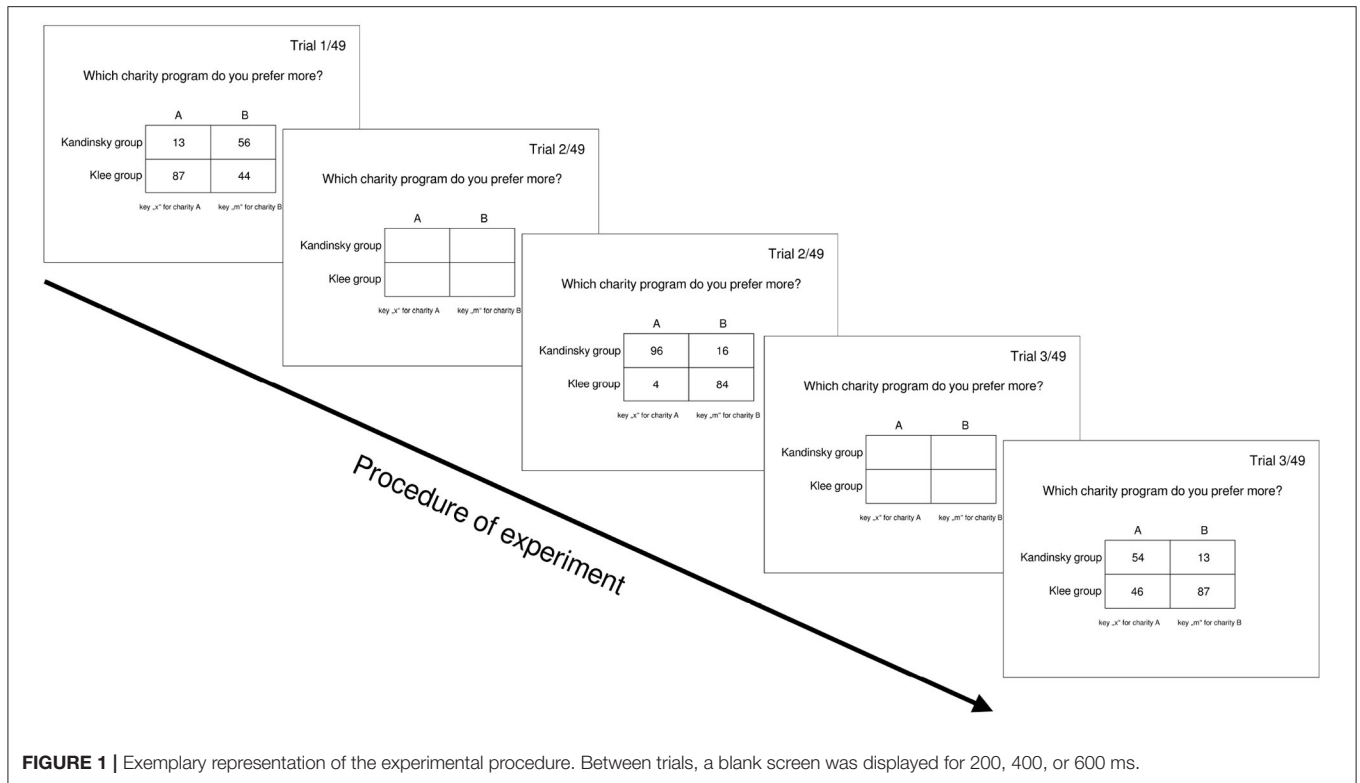 Trial 1/49
Which charity program do you prefer more?
A B
Kandinsky group 13 56
Klee group 87 44
key „x“ for charity A key „m“ for charity B
Trial 2/49
Which charity program do you prefer more?
A B
Kandinsky group
Klee group
key „x“ for charity A key „m“ for charity B
Trial 2/49
Which charity program do you prefer more?
A B
Kandinsky group 96 16
Klee group 4 84
key „x“ for charity A key „m“ for charity B
Trial 3/49
Which charity program do you prefer more?
A B
Kandinsky group
Klee group
key „x“ for charity A key „m“ for charity B
Trial 3/49
Which charity program do you prefer more?
A B
Kandinsky group 54 13
Klee group 46 87
key „x“ for charity A key „m“ for charity B
Procedure of experiment
FIGURE 1 | Exemplary representation of the experimental procedure. Between trials, a blank screen was displayed for 200, 400, or 600 ms.